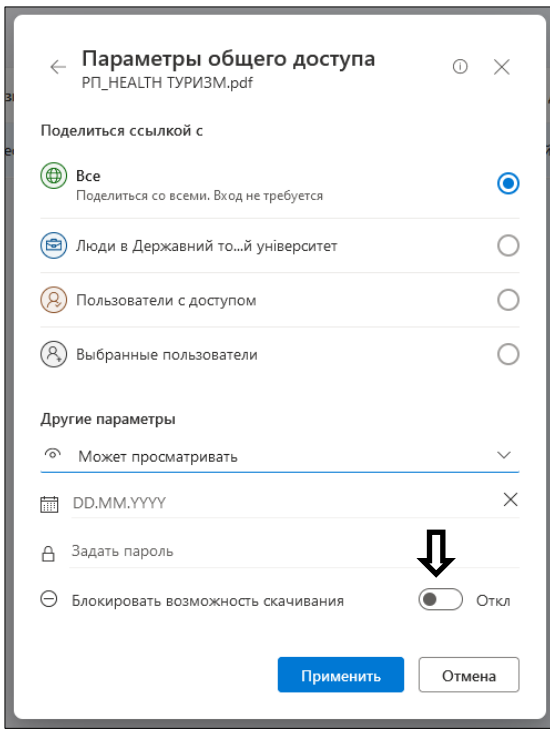 Параметры общего доступа
РП_HEALTH ТУРИЗМ.pdf
Поделиться ссылкой с
Все
Поделиться со всеми. Вход не требуется
Люди в Державний то...й університет
Пользователи с доступом
Выбранные пользователи
Другие параметры
Может просматривать
DD.MM.YYYY
Задать пароль
Блокировать возможность скачивания
Откл
Применить
Отмена